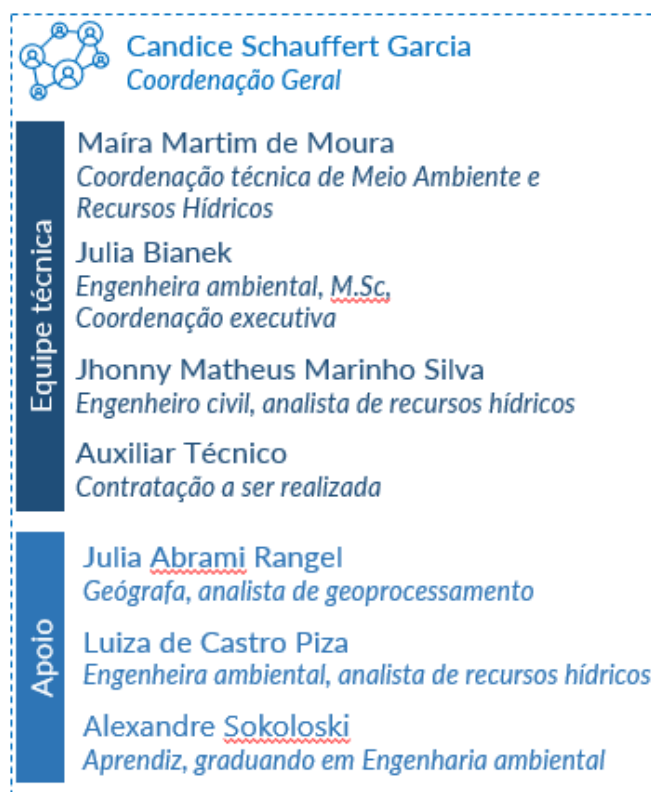 Candice Schauffert Garcia
Coordenação Geral
Equipe técnica
Maíra Martim de Moura
Coordenação técnica de Meio Ambiente e
Recursos Hídricos
Julia Bianek
Engenheira ambiental, M.Sc,
Coordenação executiva
Jhonny Matheus Marinho Silva
Engenheiro civil, analista de recursos hídricos
Auxiliar Técnico
Contratação a ser realizada
Apoio
Julia Abrami Rangel
Geógrafa, analista de geoprocessamento
Luiza de Castro Piza
Engenheira ambiental, analista de recursos hídricos
Alexandre Sokoloski
Aprendiz, graduando em Engenharia ambiental